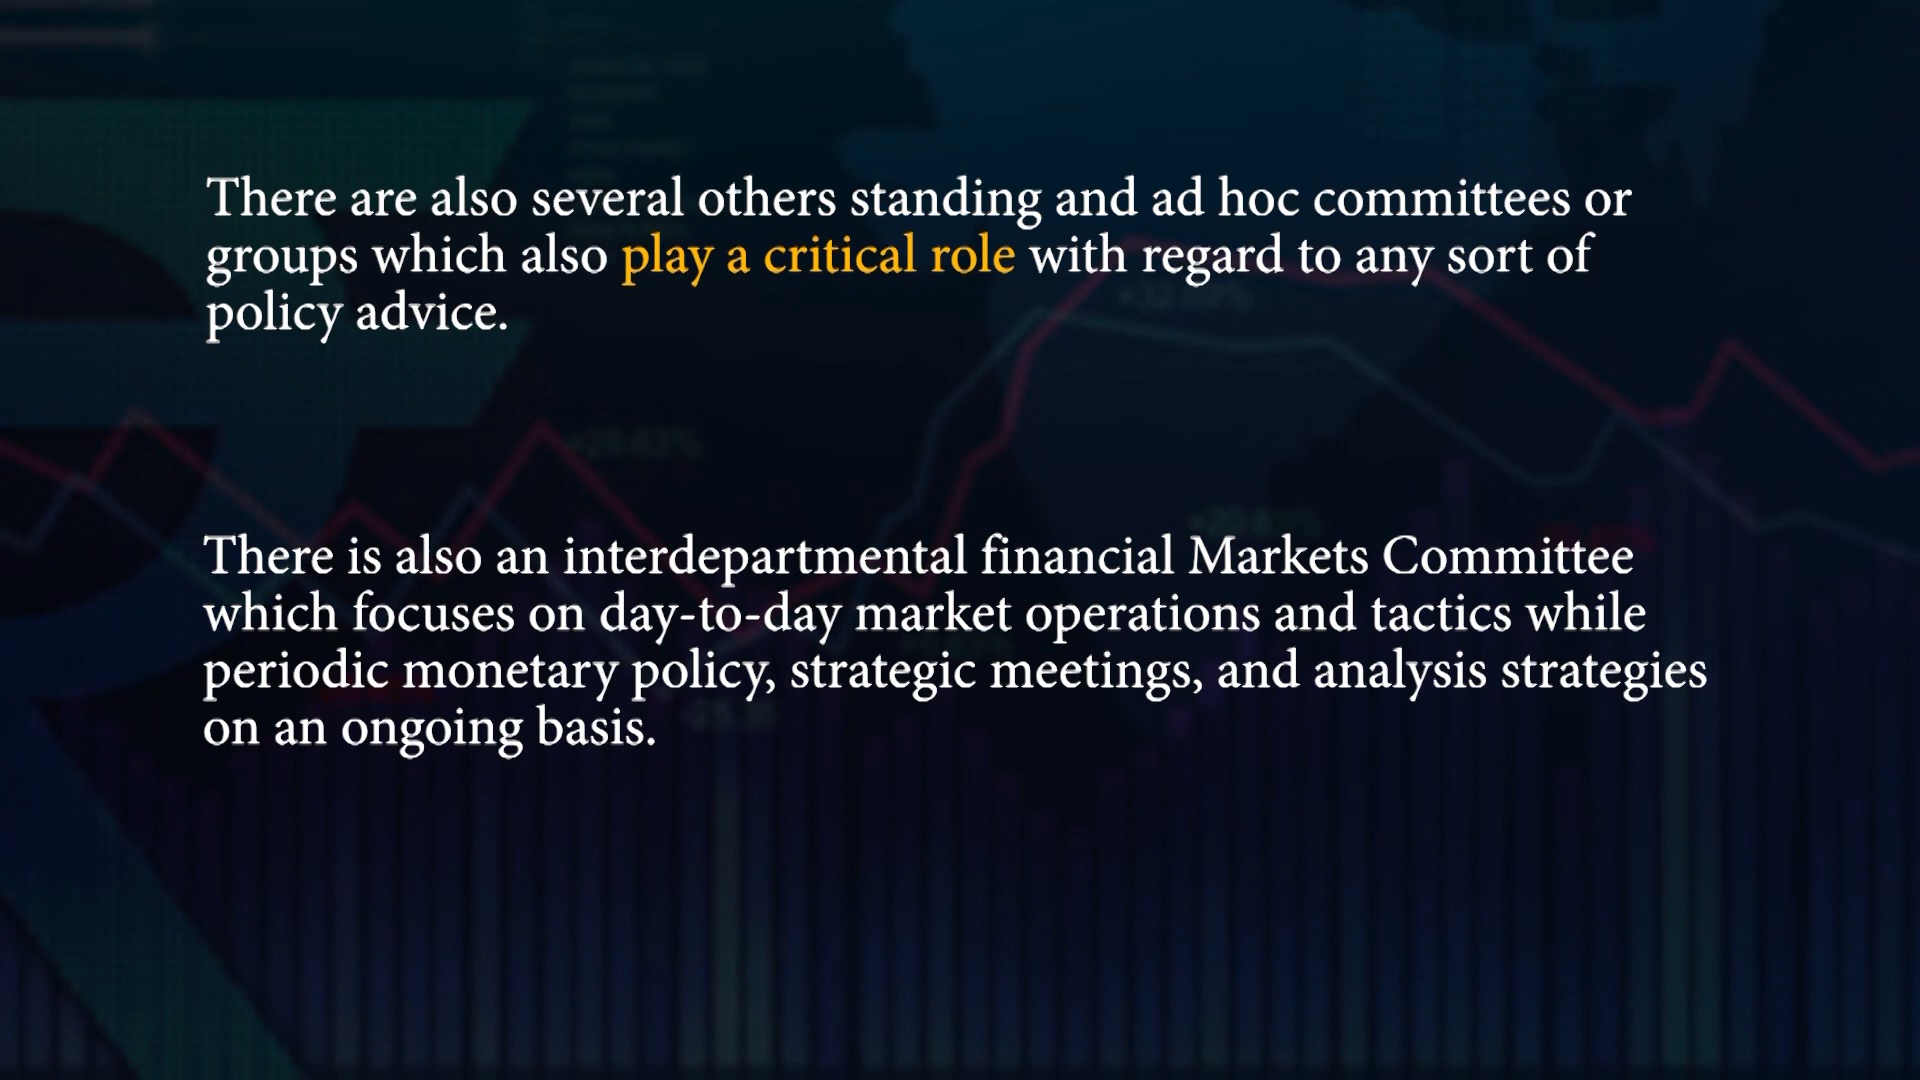 There are also several others standing and ad hoc committees or
groups which also play a critical role with regard to any sort of
policy advice.
There is also an interdepartmental financial Markets Committee
which focuses on day-to-day market operations and tactics while
periodic monetary policy, strategic meetings, and analysis strategies
on an ongoing basis.